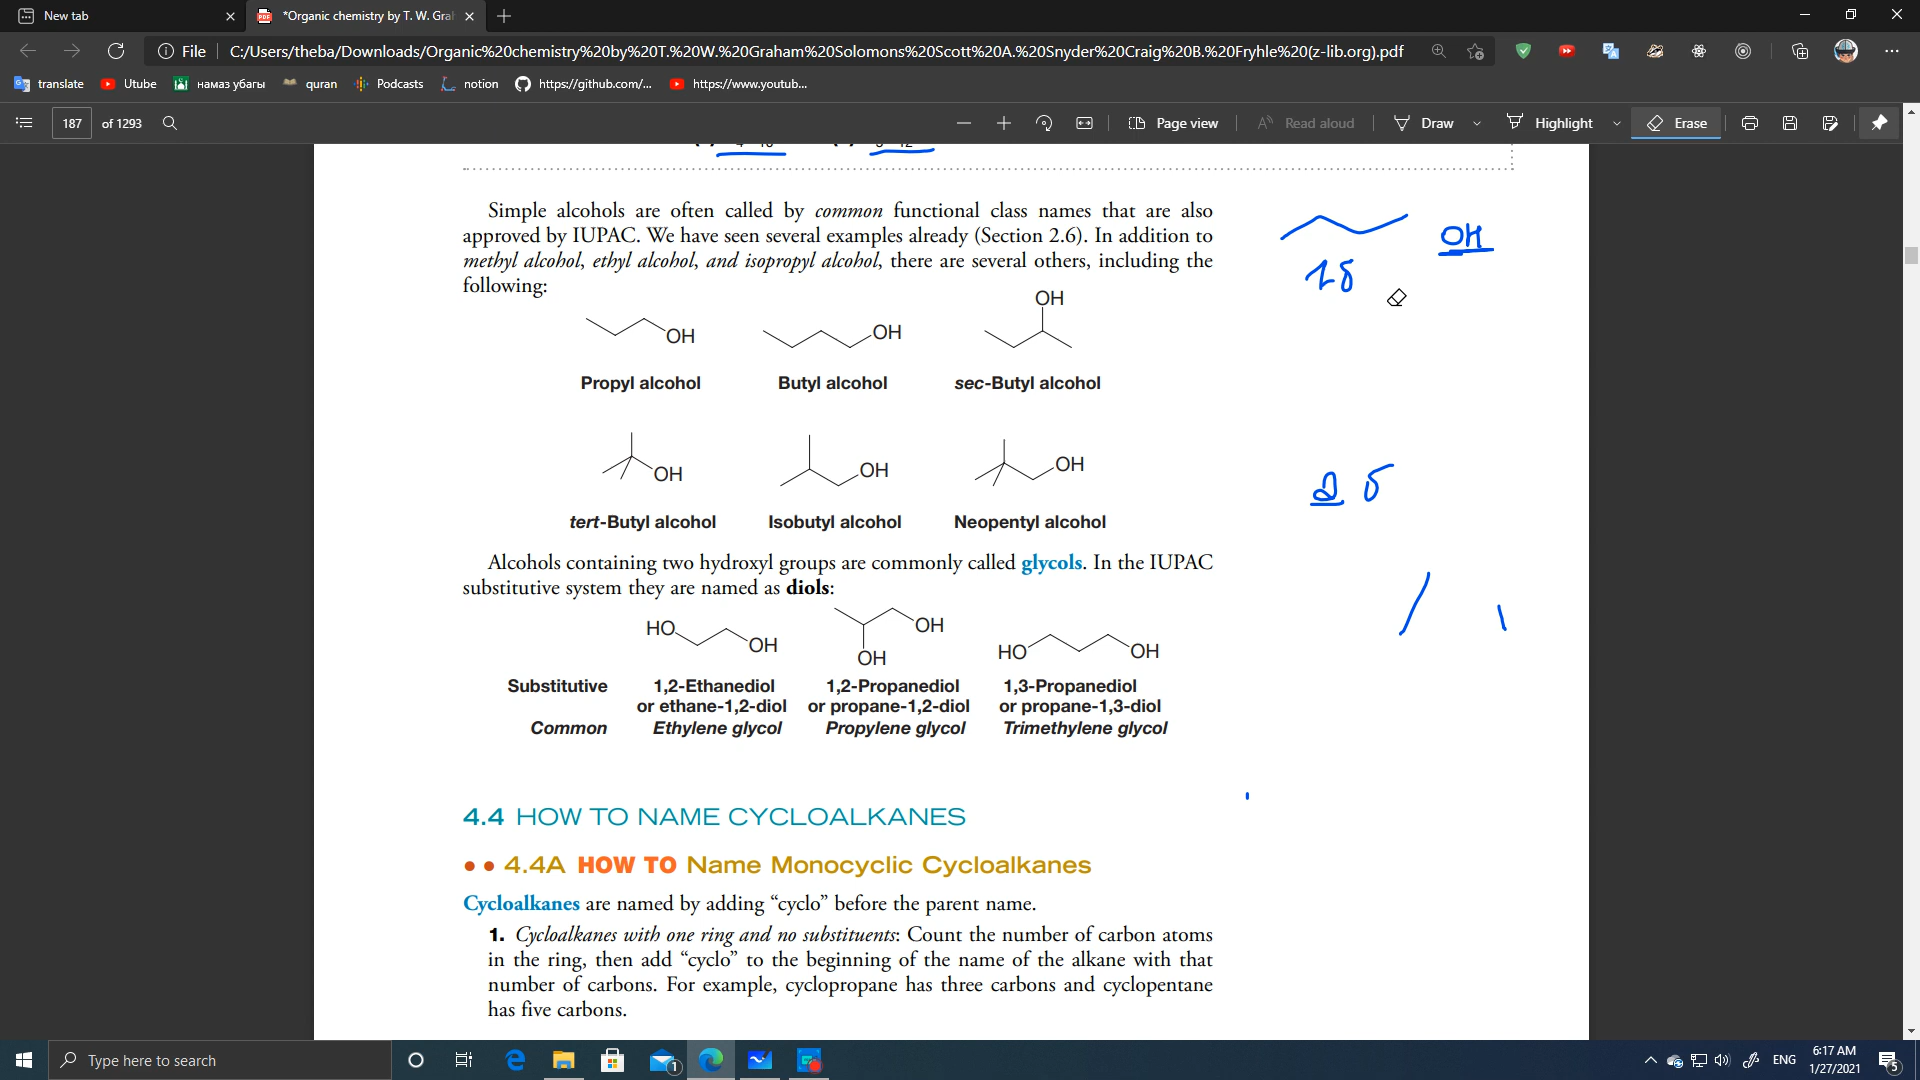 New tab
*Organic chemistry by T. W. Gra
File
C:/Users/theba/Downloads/Organic%20chemistry%20by%20T.%20W.%20Graham%20Solomons%20Scott%20A.%20Snyder%20Craig%20B.%20Fryhle%20(z-lib.org).pdf
translate Utube намаз убагы quran Podcasts notion https://github.com/... https://www.youtub...
187 of 1293 Page view Read aloud Draw Highlight Erase
Simple alcohols are often called by common functional class names that are also
approved by IUPAC. We have seen several examples already (Section 2.6). In addition to
methyl alcohol, ethyl alcohol, and isopropyl alcohol, there are several others, including the
following:
OH
OH
OH
OH
Propyl alcohol Butyl alcohol sec-Butyl alcohol
OH OH OH
tert-Butyl alcohol Isobutyl alcohol Neopentyl alcohol
Alcohols containing two hydroxyl groups are commonly called glycols. In the IUPAC
substitutive system they are named as diols:
HO OH
OH OH
HO OH
Substitutive 1,2-Ethanediol 1,2-Propanediol 1,3-Propanediol
or ethane-1,2-diol or propane-1,2-diol or propane-1,3-diol
Common Ethylene glycol Propylene glycol Trimethylene glycol
4.4 HOW TO NAME CYCLOALKANES
4.4A HOW TO Name Monocyclic Cycloalkanes
Cycloalkanes are named by adding “cyclo” before the parent name.
1. Cycloalkanes with one ring and no substituents: Count the number of carbon atoms
in the ring, then add “cyclo” to the beginning of the name of the alkane with that
number of carbons. For example, cyclopropane has three carbons and cyclopentane
has five carbons.
Type here to search
1
ENG
6:17 AM
1/27/2021
5